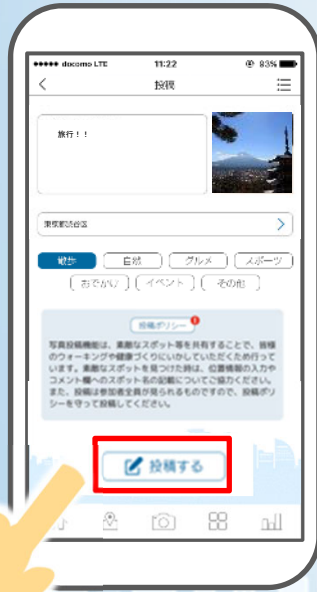 docomo LTE 11:22 @ 93%
投稿
旅行！！
東京都渋谷区
散歩 自然 グルメ スポーツ
おでかけ イベント その他
投稿ポリシー
写真投稿機能は、素敵なスポット等を共有することで、皆様
のウォーキングや健康づくりにいかしていただくため行って
います。素敵なスポットを見つけた時は、位置情報の入力や
コメント欄へのスポット名の記載についてご協力ください。
また、投稿は参加者全員が見られるものですので、投稿ポリ
シーを守って投稿してください。
投稿する